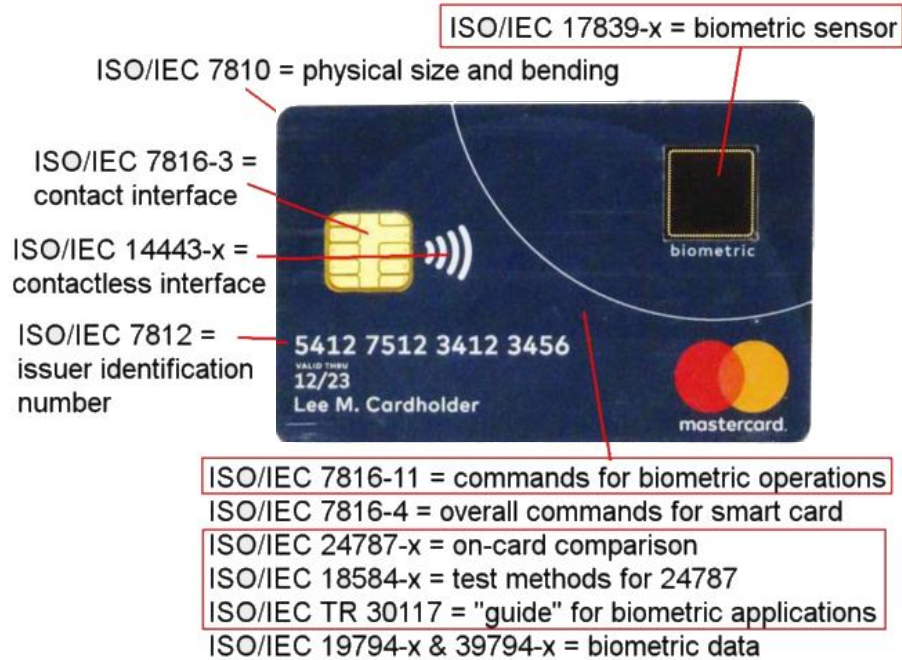 ISO/IEC 17839-x = biometric sensor
ISO/IEC 7810 = physical size and bending
ISO/IEC 7816-3 =
contact interface
ISO/IEC 14443-x =
contactless interface
ISO/IEC 7812 =
issuer identification
number
biometric
5412 7512 3412 3456
VALID THRU
12/23
Lee M. Cardholder
mastercard.
ISO/IEC 7816-11 = commands for biometric operations
ISO/IEC 7816-4 = overall commands for smart card
ISO/IEC 24787-x = on-card comparison
ISO/IEC 18584-x = test methods for 24787
ISO/IEC TR 30117 = "guide" for biometric applications
ISO/IEC 19794-x & 39794-x = biometric data